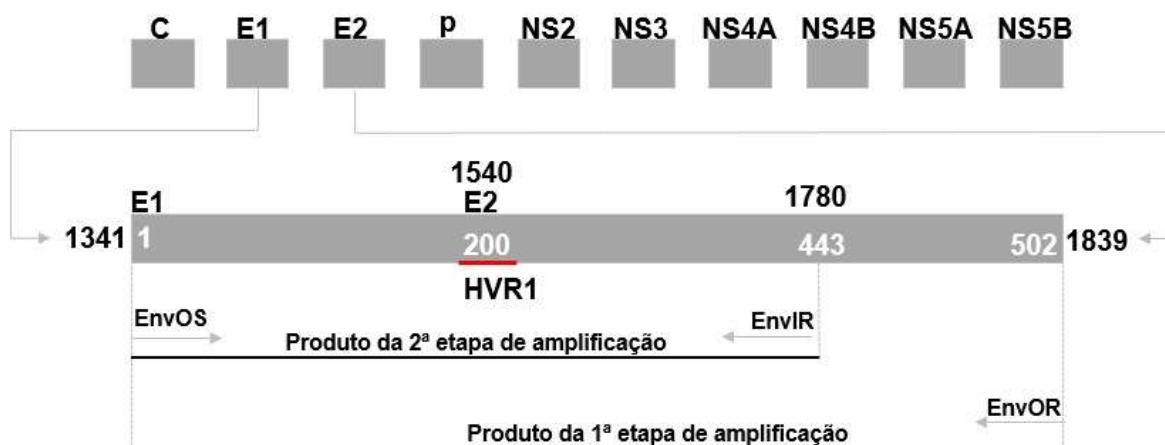 C E1 E2 p NS2 NS3 NS4A NS4B NS5A NS5B
1540
E1 E2 1780
1341 1 200 443 502 1839
HVR1
EnvOS EnvIR
Produto da 2ª etapa de amplificação
EnvOR
Produto da 1ª etapa de amplificação